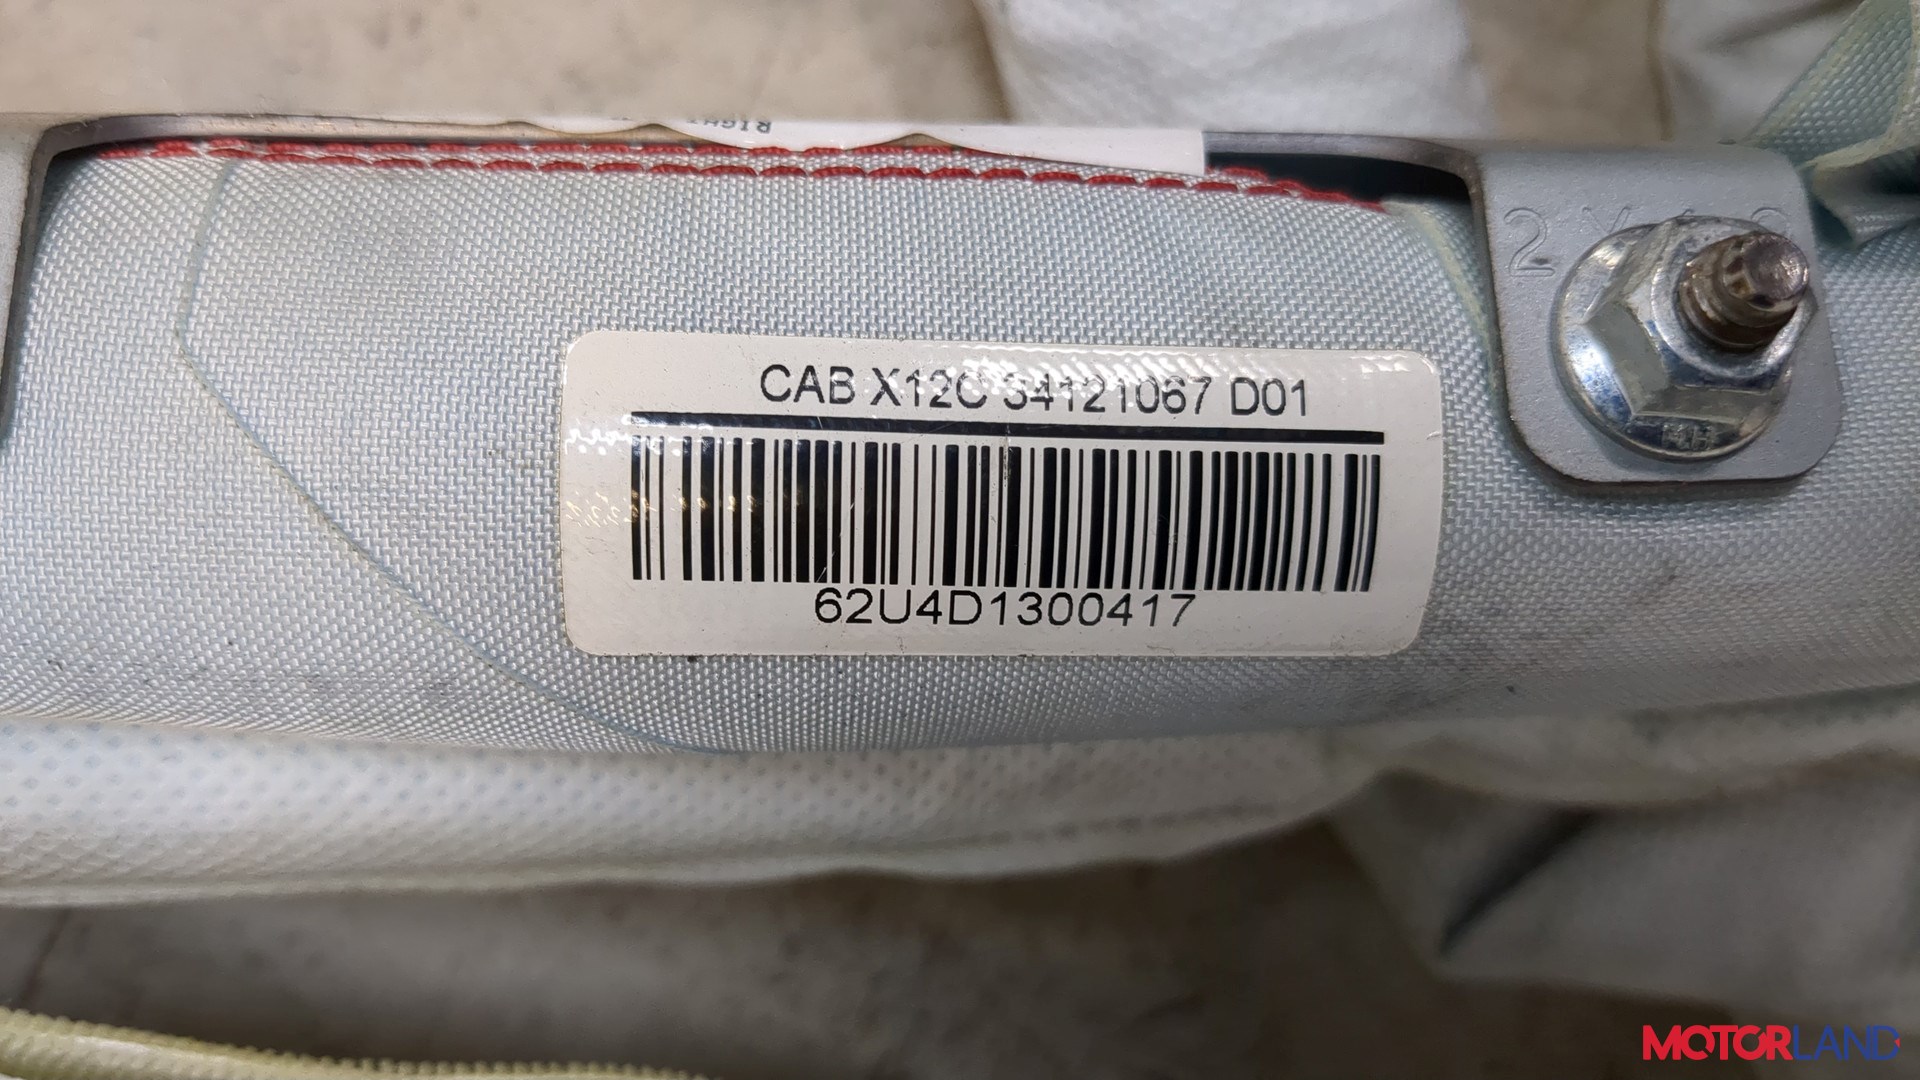 CAB X12C 34121067 D01
62U4D1300417
MOTORLAND